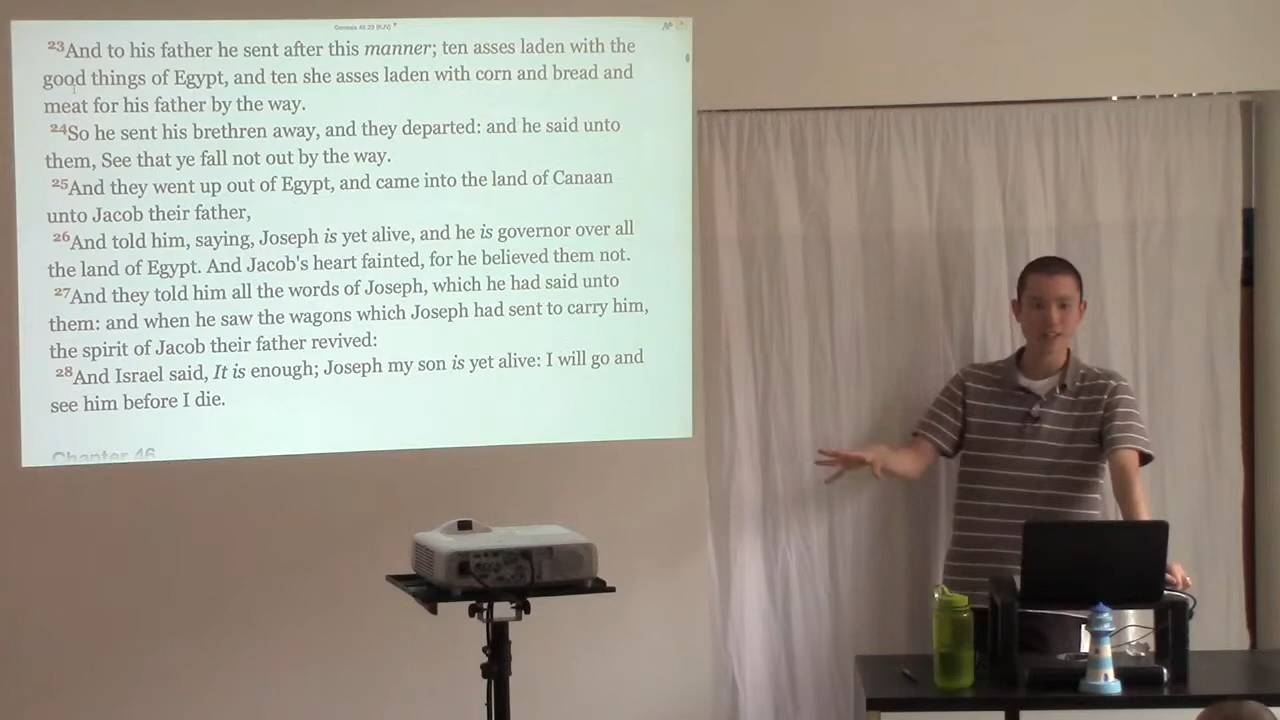 Genesis 45:23 (KJV)
23And to his father he sent after this manner; ten asses laden with the
good things of Egypt, and ten she asses laden with corn and bread and
meat for his father by the way.
24So he sent his brethren away, and they departed: and he said unto
them, See that ye fall not out by the way.
25And they went up out of Egypt, and came into the land of Canaan
unto Jacob their father,
26And told him, saying, Joseph is yet alive, and he is governor over all
the land of Egypt. And Jacob's heart fainted, for he believed them not.
27And they told him all the words of Joseph, which he had said unto
them: and when he saw the wagons which Joseph had sent to carry him,
the spirit of Jacob their father revived:
28And Israel said, It is enough; Joseph my son is yet alive: I will go and
see him before I die.
Chapter 46